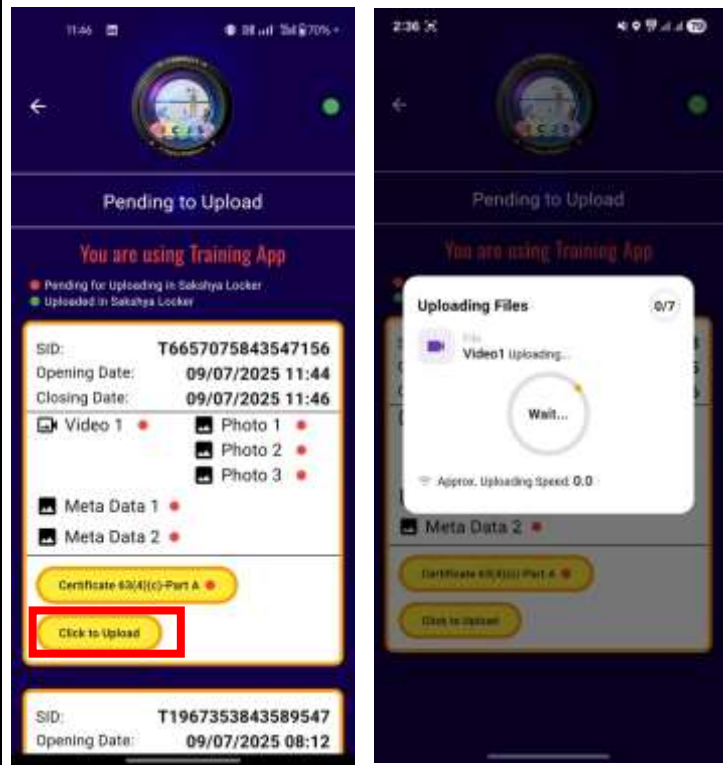 11:46
70%
Pending to Upload
You are using Training App
Pending for Uploading in Sakshya Locker
Uploaded in Sakshya Locker
SID: T6657075843547156
Opening Date: 09/07/2025 11:44
Closing Date: 09/07/2025 11:46
Video 1 Photo 1
Photo 2
Photo 3
Meta Data 1
Meta Data 2
Certificate 63(4)(c)-Part A
Click to Upload
SID: T1967353843589547
Opening Date: 09/07/2025 08:12
2:36
70
Pending to Upload
You are using Training App
Uploading Files 0/7
File
Video1 Uploading...
Wait...
Approx. Uploading Speed: 0.0
Meta Data 2
Certificate 63(4)(c)-Part A
Click to Upload